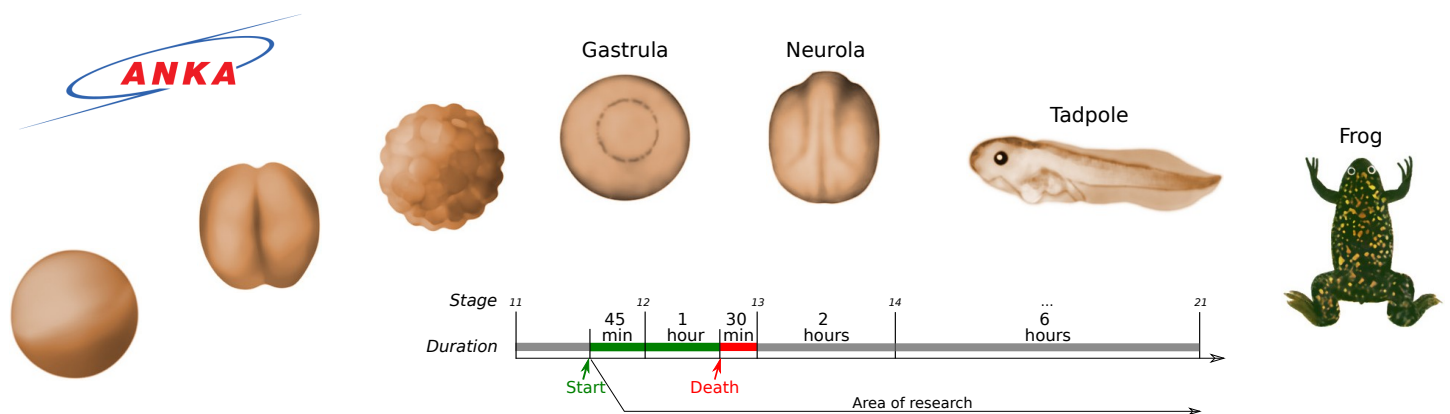 ANKA
Gastrula
Neurola
Tadpole
Frog
Stage
11
12
13
14
...
21
45
min
1
hour
30
min
2
hours
6
hours
Duration
Start
Death
Area of research